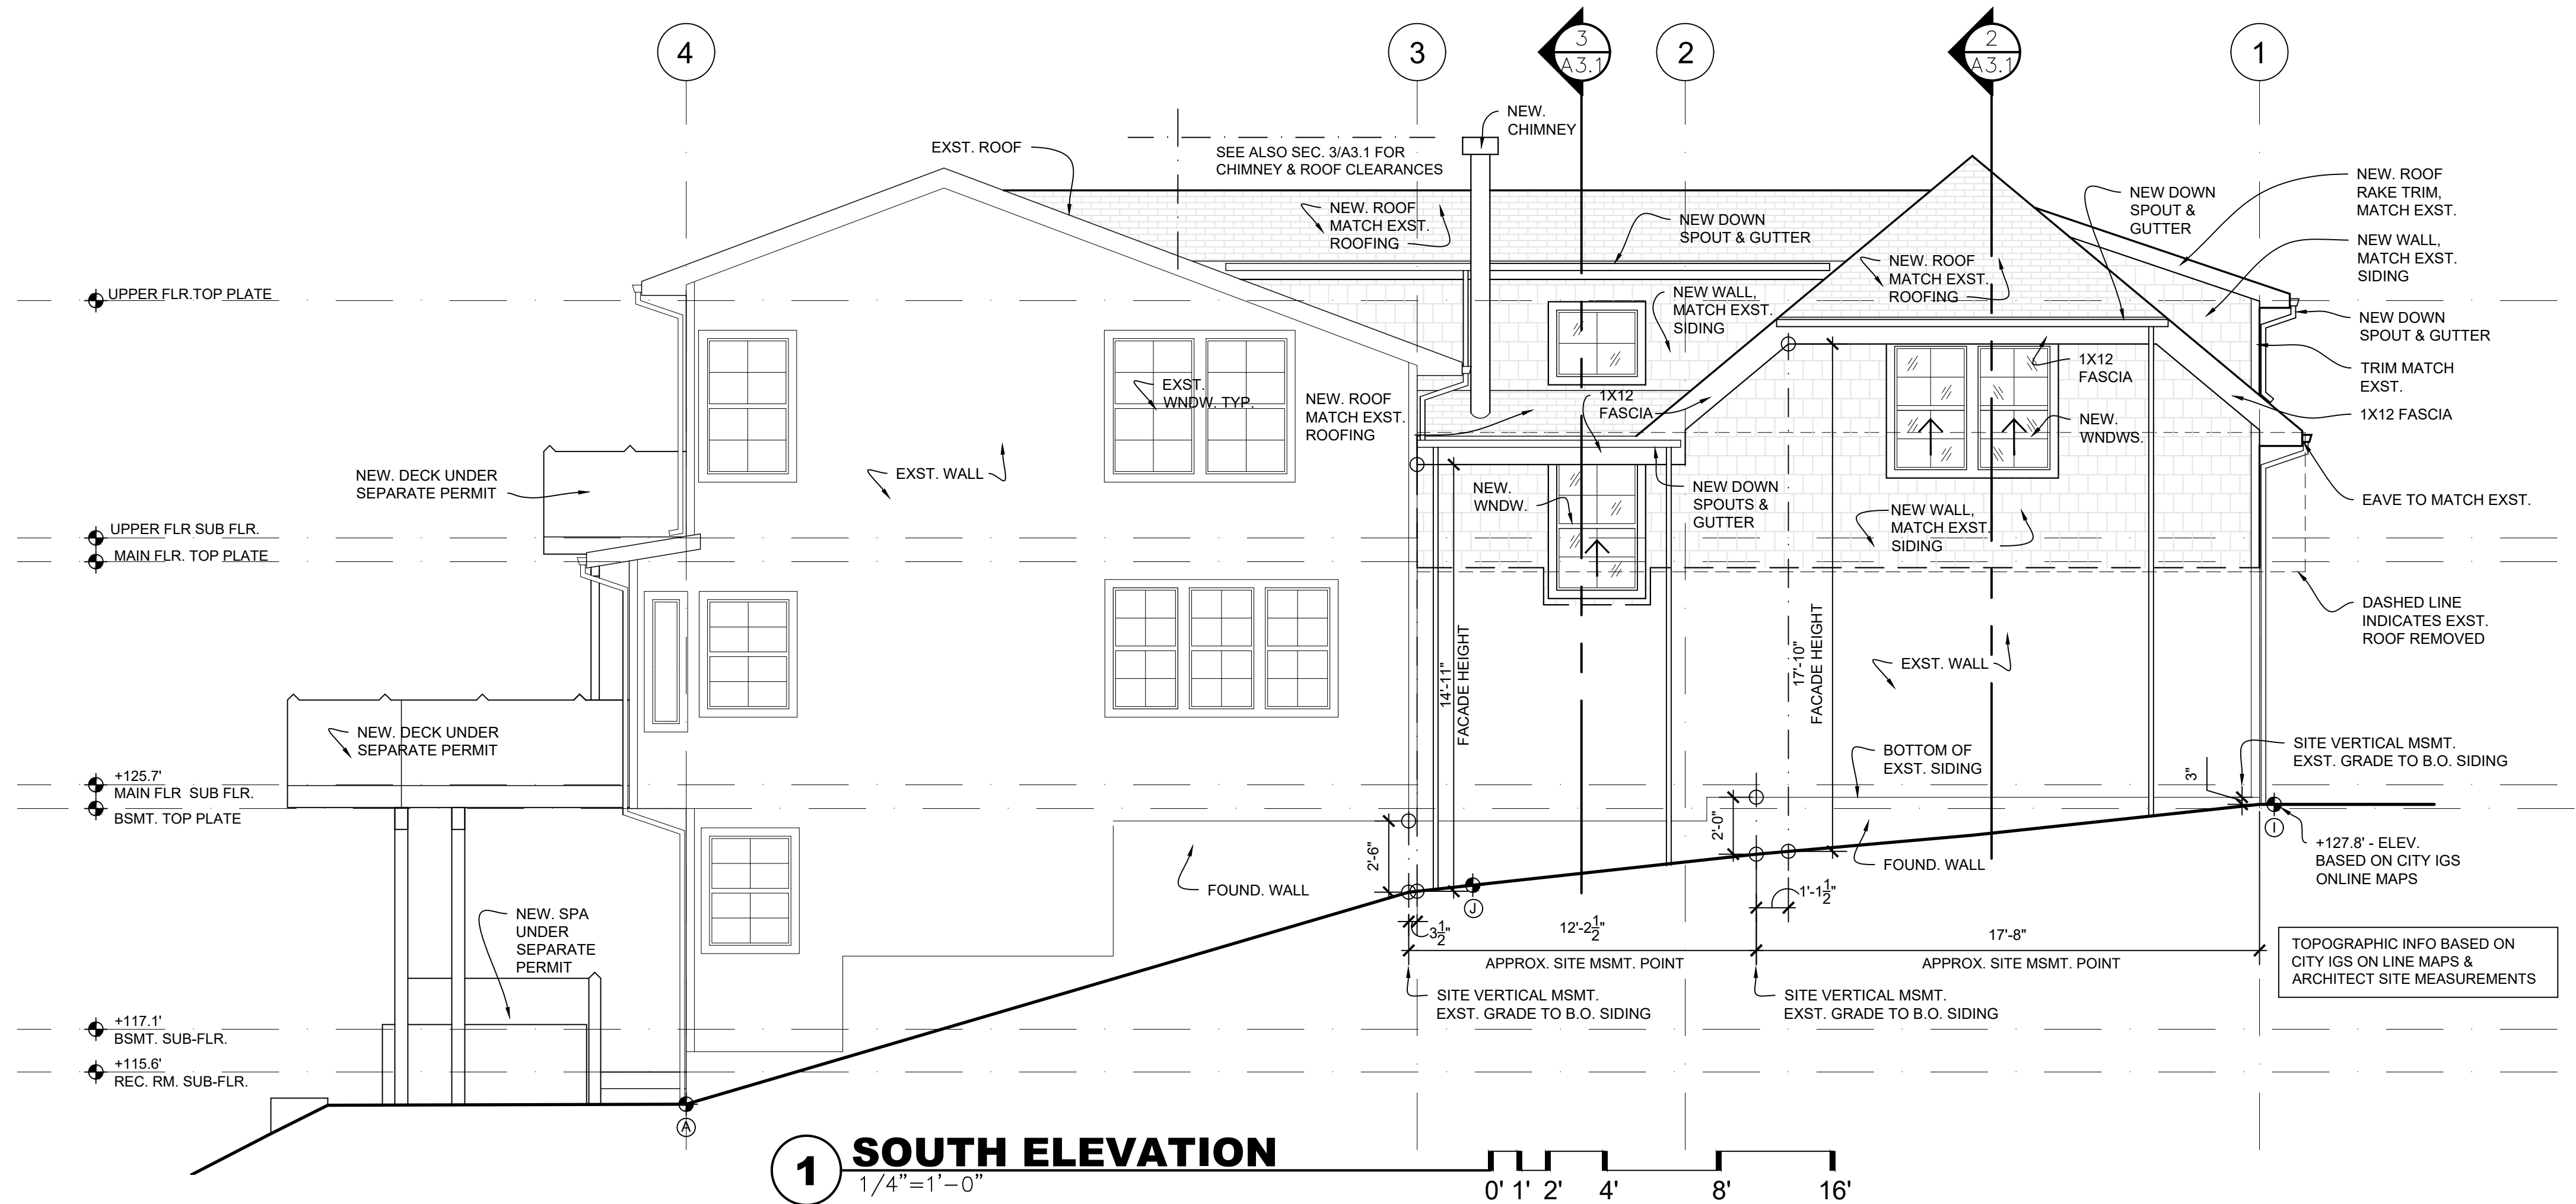 4
3
3
A3.1
2
2
A3.1
1
NEW.
CHIMNEY
EXST. ROOF
SEE ALSO SEC. 3/A3.1 FOR
CHIMNEY & ROOF CLEARANCES
NEW. ROOF
MATCH EXST.
ROOFING
NEW DOWN
SPOUT & GUTTER
NEW DOWN
SPOUT &
GUTTER
NEW. ROOF
RAKE TRIM,
MATCH EXST.
NEW WALL,
MATCH EXST.
SIDING
NEW. ROOF
MATCH EXST.
ROOFING
NEW WALL,
MATCH EXST.
SIDING
UPPER FLR.TOP PLATE
NEW DOWN
SPOUT & GUTTER
1X12
FASCIA
TRIM MATCH
EXST.
EXST.
WNDW. TYP.
NEW. ROOF
MATCH EXST.
ROOFING
1X12
FASCIA
NEW.
WNDWS.
1X12 FASCIA
NEW. DECK UNDER
SEPARATE PERMIT
EXST. WALL
NEW.
WNDW.
NEW DOWN
SPOUTS &
GUTTER
NEW WALL,
MATCH EXST.
SIDING
EAVE TO MATCH EXST.
UPPER FLR SUB FLR.
MAIN FLR. TOP PLATE
DASHED LINE
INDICATES EXST.
ROOF REMOVED
14'-11"
FACADE HEIGHT
17'-10"
FACADE HEIGHT
EXST. WALL
NEW. DECK UNDER
SEPARATE PERMIT
BOTTOM OF
EXST. SIDING
SITE VERTICAL MSMT.
EXST. GRADE TO B.O. SIDING
3"
+125.7'
MAIN FLR SUB FLR.
BSMT. TOP PLATE
2'-6"
2'-0"
I
FOUND. WALL
FOUND. WALL
+127.8' - ELEV.
BASED ON CITY IGS
ONLINE MAPS
J
1'-1 1/2"
3 1/2"
12'-2 1/2"
17'-8"
APPROX. SITE MSMT. POINT
APPROX. SITE MSMT. POINT
NEW. SPA
UNDER
SEPARATE
PERMIT
TOPOGRAPHIC INFO BASED ON
CITY IGS ON LINE MAPS &
ARCHITECT SITE MEASUREMENTS
SITE VERTICAL MSMT.
EXST. GRADE TO B.O. SIDING
SITE VERTICAL MSMT.
EXST. GRADE TO B.O. SIDING
+117.1'
BSMT. SUB-FLR.
+115.6'
REC. RM. SUB-FLR.
A
1
SOUTH ELEVATION
1/4"=1'-0"
0' 1' 2' 4' 8' 16'